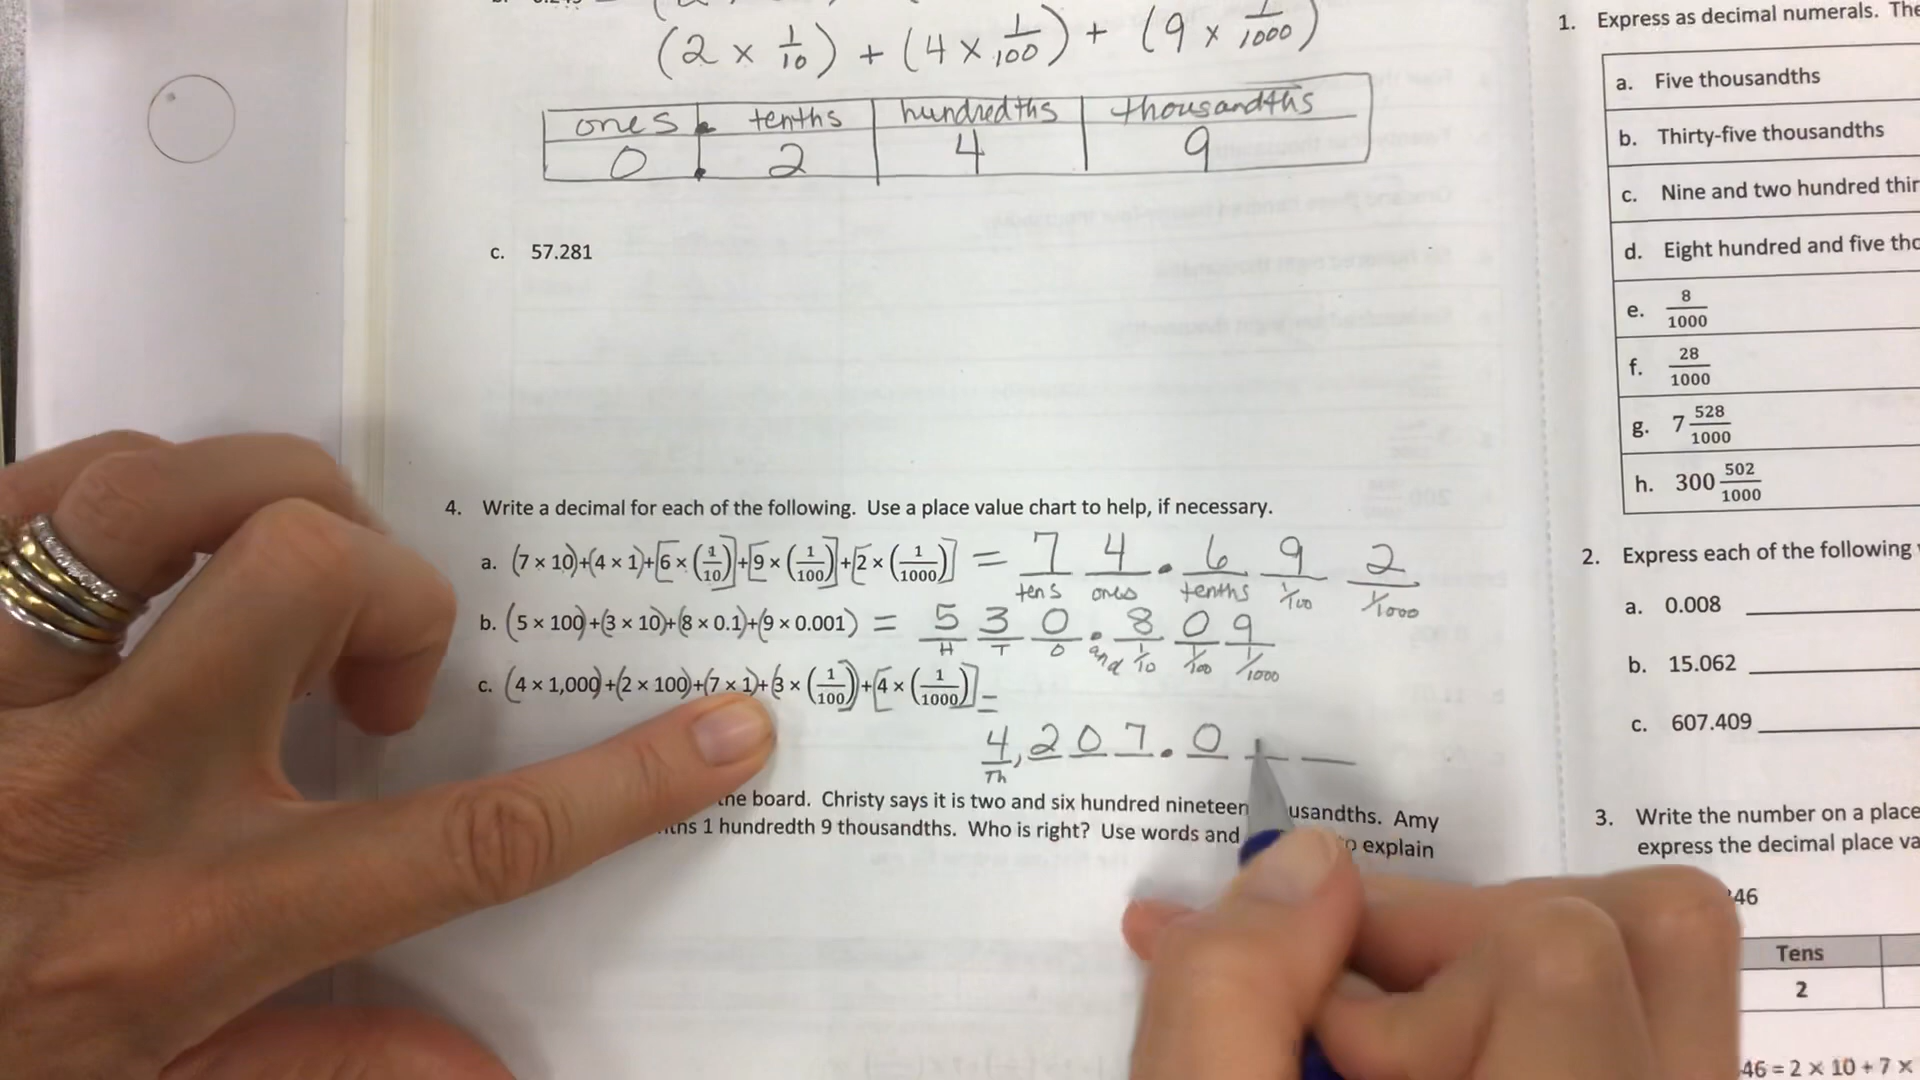 (2 × 1/10) + (4 × 1/100) + (9 × 1/1000)
ones . tenths hundredths thousandths
0 . 2 4 9
c. 57.281
4. Write a decimal for each of the following. Use a place value chart to help, if necessary.
a. (7 × 10)+(4 × 1)+[6 × (1/10)]+[9 × (1/100)]+[2 × (1/1000)] = 7 4 . 6 9 2
tens ones tenths 1/100 1/1000
b. (5 × 100)+(3 × 10)+(8 × 0.1)+(9 × 0.001) = 5 3 0 . 8 0 9
H T O and 1/10 1/100 1/1000
c. (4 × 1,000)+(2 × 100)+(7 × 1)+(3 × (1/100))+[4 × (1/1000)] =
4,207.0
Th
the board. Christy says it is two and six hundred nineteen usandths. Amy
1 hundredth 9 thousandths. Who is right? Use words and explain
1. Express as decimal numerals. The
a. Five thousandths
b. Thirty-five thousandths
c. Nine and two hundred thir
d. Eight hundred and five tho
e. 8/1000
f. 28/1000
g. 7 528/1000
h. 300 502/1000
2. Express each of the following
a. 0.008
b. 15.062
c. 607.409
3. Write the number on a place
express the decimal place va
46
Tens
2
46 = 2 × 10 + 7 ×